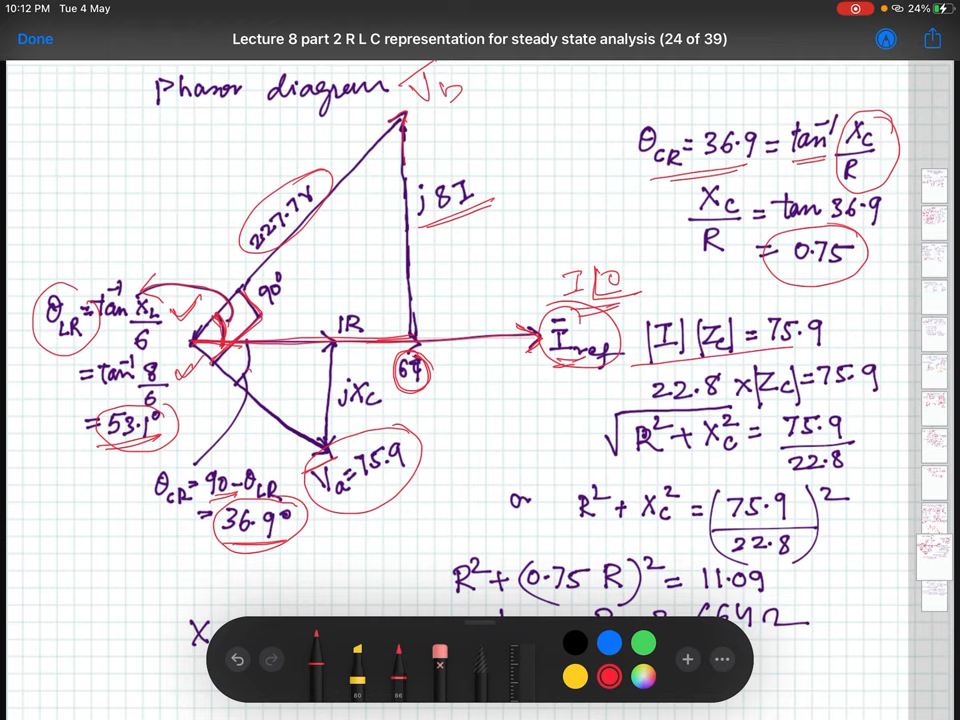 10:12 PM Tue 4 May
24%
Done
Lecture 8 part 2 R L C representation for steady state analysis (24 of 39)
Phasor diagram V̄b
227.7V
j8I
90°
θLR = tan⁻¹ XL/6
= tan⁻¹ 8/6
= 53.1°
IR
6I
I∠0
Īref
jXC
V̄a = 75.9
θCR = 90 - θLR
= 36.9°
θCR = 36.9 = tan⁻¹ XC/R
XC/R = tan 36.9
= 0.75
|I| |ZC| = 75.9
22.8 x |ZC| = 75.9
√(R² + XC²) = 75.9/22.8
or R² + XC² = (75.9/22.8)²
R² + (0.75 R)² = 11.09
X
80
86